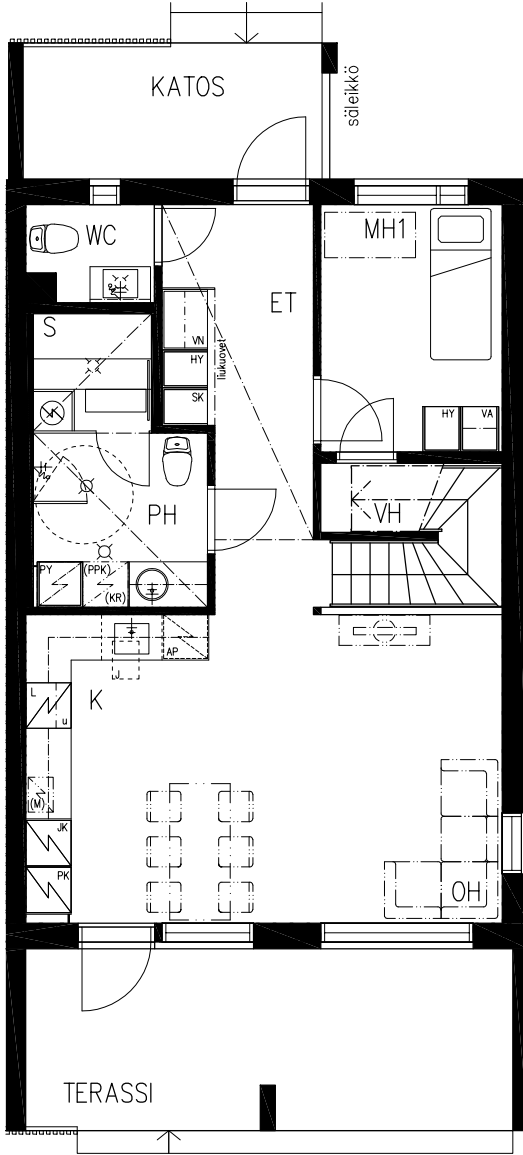 KATOS
säleikkö
WC
MH1
ET
S
VN
HY
liukuovet
SK
HY
VA
VH
PH
PY
(PPK)
(KR)
J
AP
L
u
K
(M)
JK
PK
OH
TERASSI